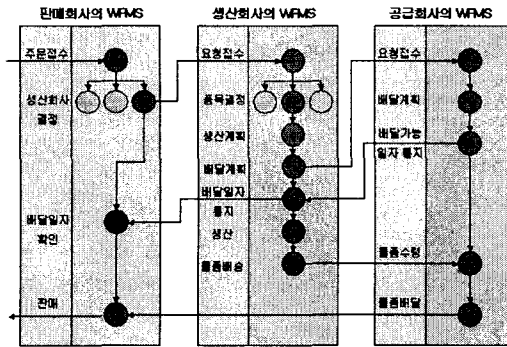 판매회사의 WFMS
주문접수
생산회사
결정
배달일자
확인
판매
생산회사의 WFMS
요청접수
품목결정
생산계획
배달계획
배달일자
통지
생산
물품배송
공급회사의 WFMS
요청접수
배달계획
배달가능
일자 통지
물품수령
물품배달